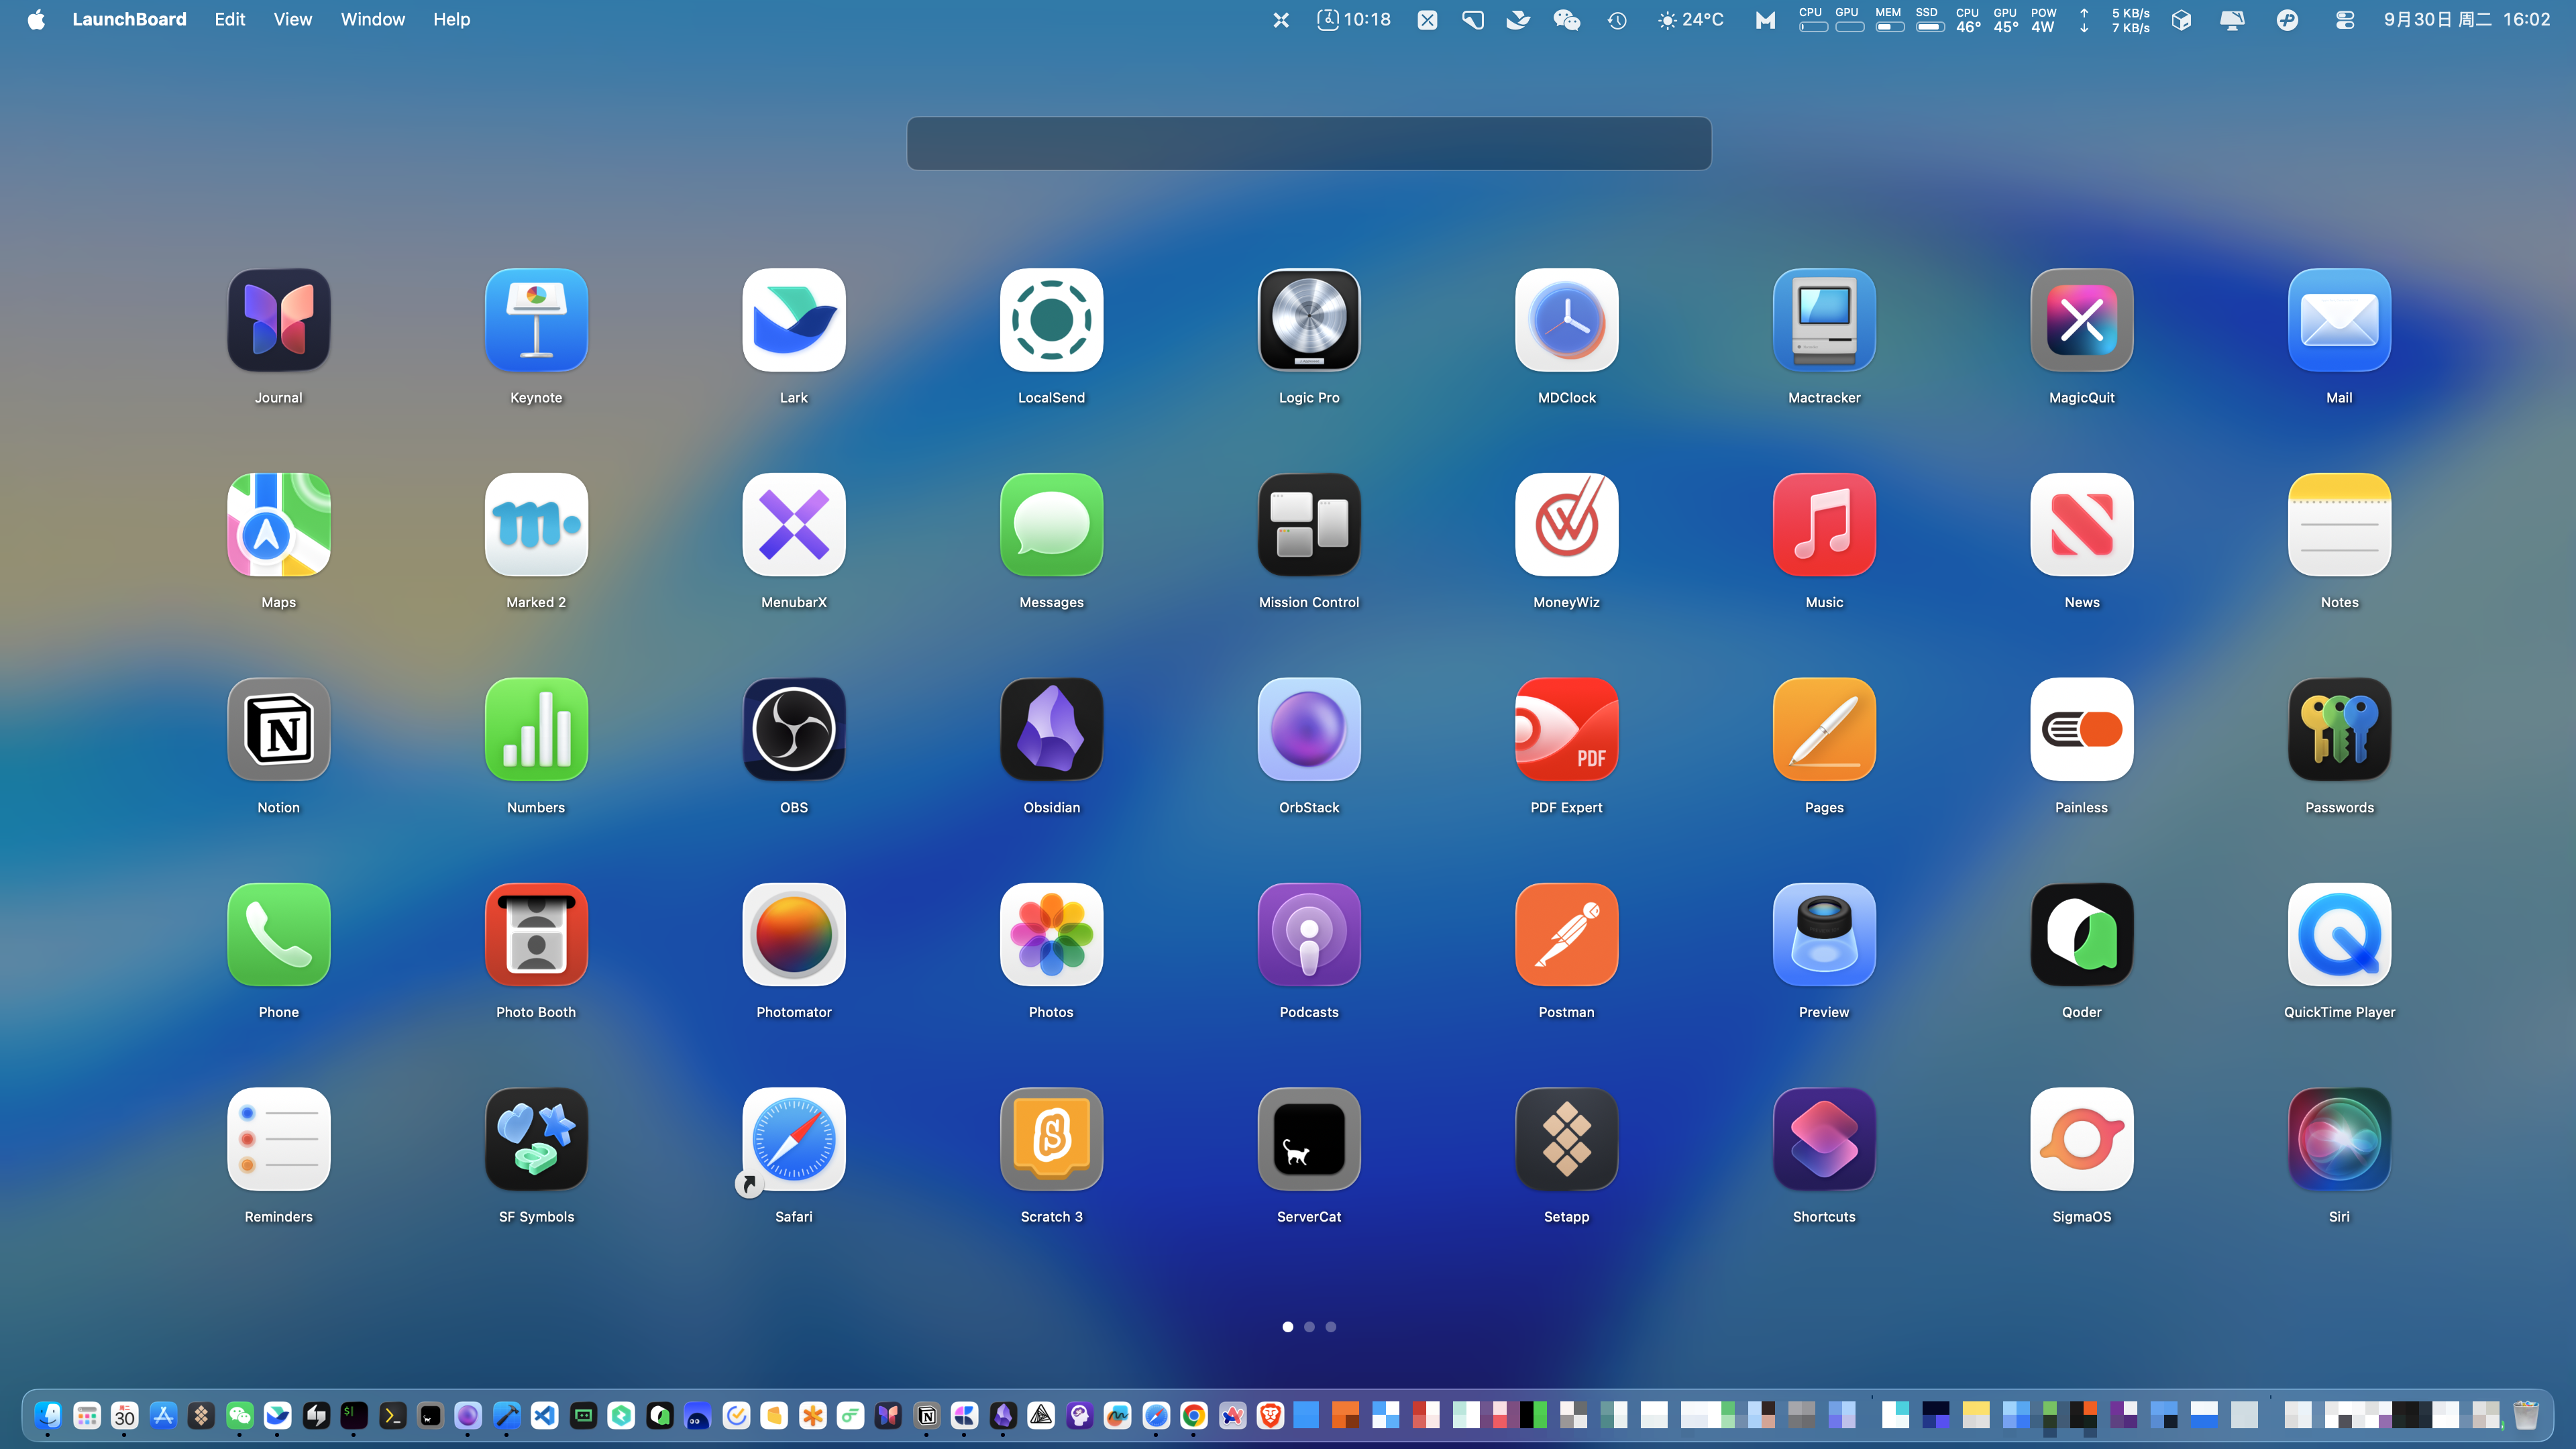 LaunchBoard Edit View Window Help 10:18 24°C CPU GPU MEM SSD CPU 46° GPU 45° POW 4W 5 KB/s 7 KB/s 9月30日 周二 16:02
Journal Keynote Lark LocalSend Logic Pro MDClock Mactracker MagicQuit Mail
Maps Marked 2 MenubarX Messages Mission Control MoneyWiz Music News Notes
PDF
Notion Numbers OBS Obsidian OrbStack PDF Expert Pages Painless Passwords
Phone Photo Booth Photomator Photos Podcasts Postman Preview Qoder QuickTime Player
Reminders SF Symbols Safari Scratch 3 ServerCat Setapp Shortcuts SigmaOS Siri
30